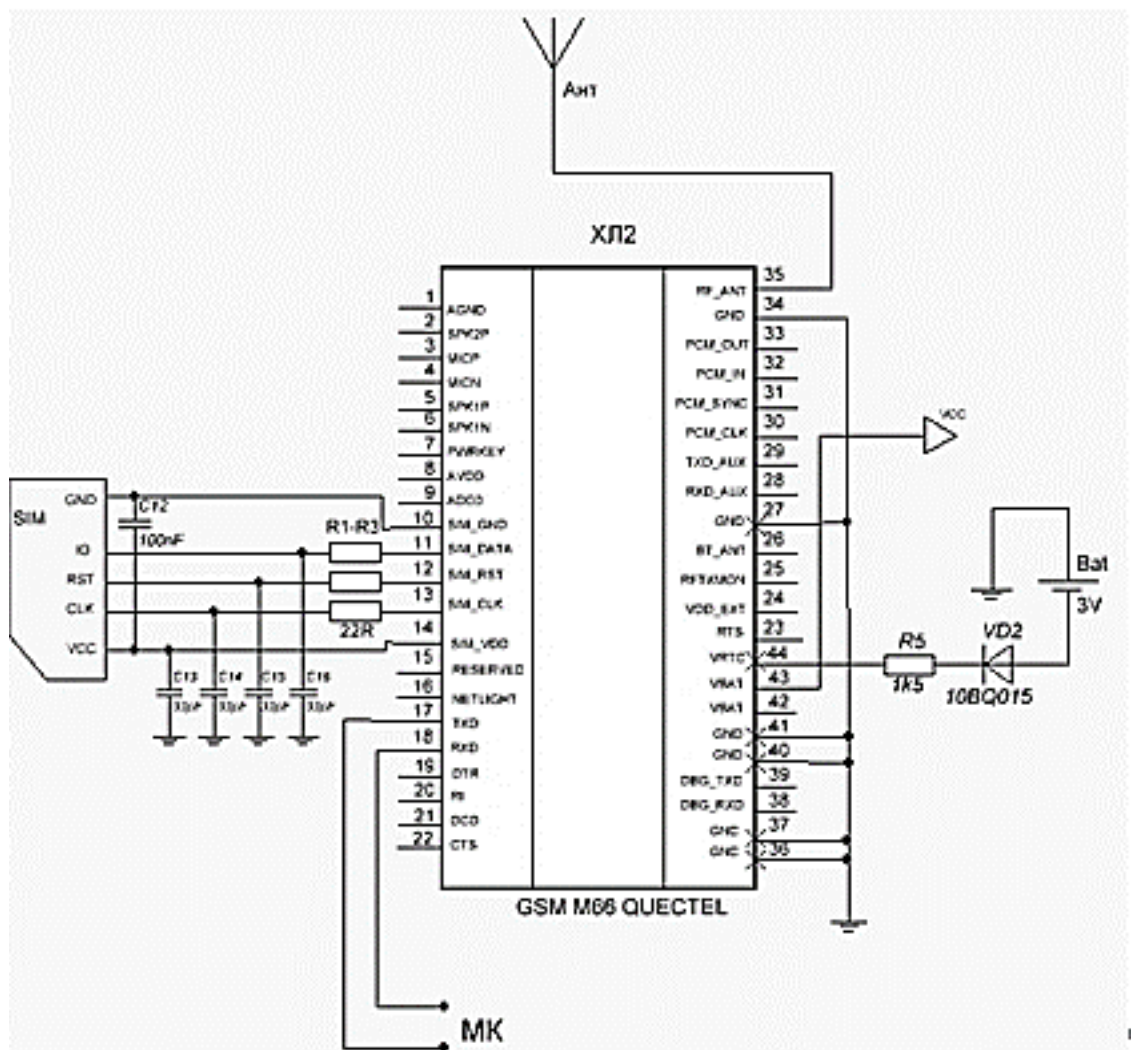 Ант
ХЛ2
35
RF_ANT
34
GND
33
PCM_OUT
32
PCM_IN
31
PCM_SYNC
30
PCM_CLK
29
TXD_AUX
28
RXD_AUX
27
GND
26
BT_ANT
25
24
VDD_EXT
23
RTS
44
VRTC
43
VBAT
42
VBAT
41
GND
40
GND
39
DBG_TXD
38
DBG_RXD
37
36
1
AGND
2
SPK2P
3
MICP
4
MICN
5
SPK1P
6
SPK1N
7
PWRKEY
8
AVDD
9
ADC0
10
SIM_GND
11
SIM_DATA
12
SIM_RST
13
SIM_CLK
14
SIM_VDD
15
RESERVED
16
NETLIGHT
17
TXD
18
RXD
19
DTR
20
RI
21
DCD
22
CTS
SIM
GND
IO
RST
CLK
VCC
C12
100nF
R1-R3
22R
C13
C14
C15
C16
VCC
Bat
3V
R5
1k5
VD2
10BQ015
GSM M66 QUECTEL
МК